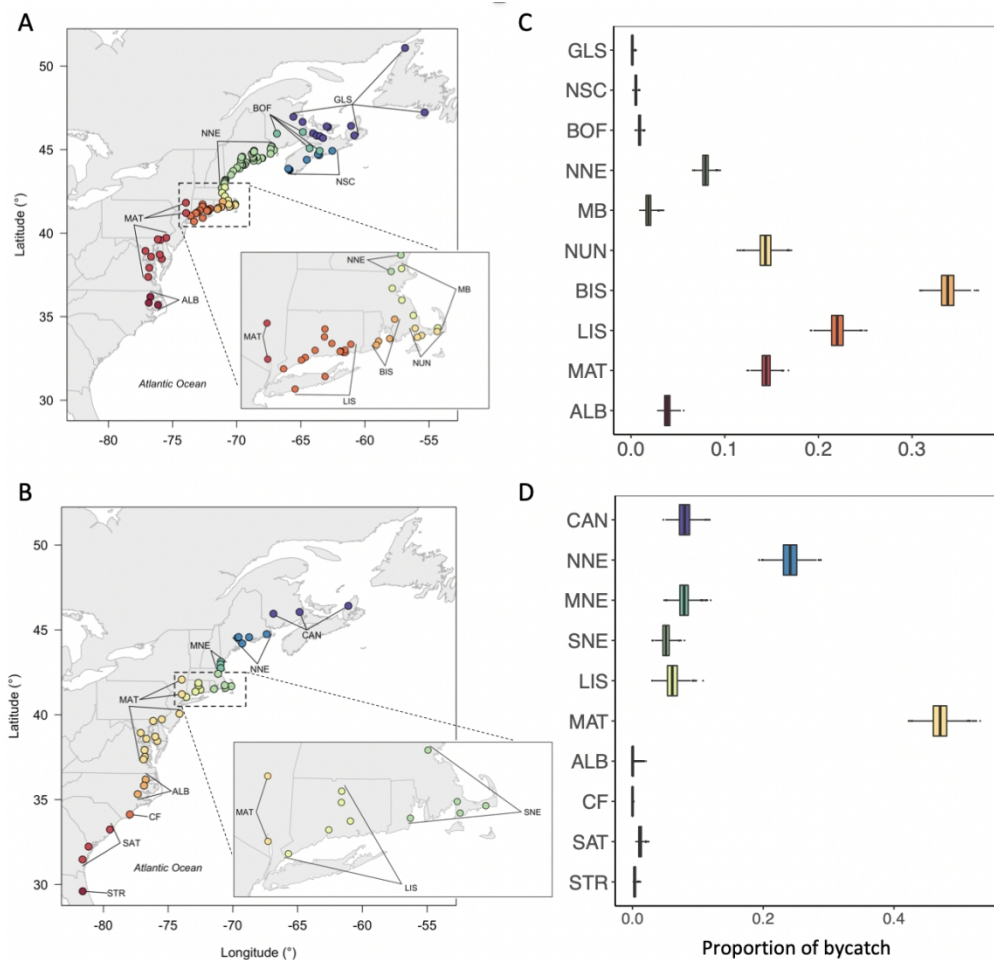 A
50
45
40
35
30
Latitude (°)
GLS
BOF
NNE
NSC
MAT
ALB
Atlantic Ocean
NNE
MB
MAT
NUN
BIS
LIS
-80
-75
-70
-65
-60
-55
C
GLS
NSC
BOF
NNE
MB
NUN
BIS
LIS
MAT
ALB
0.0
0.1
0.2
0.3
B
50
45
40
35
30
Latitude (°)
CAN
MNE
NNE
MAT
ALB
CF
SAT
Atlantic Ocean
STR
MAT
SNE
LIS
-80
-75
-70
-65
-60
-55
Longitude (°)
D
CAN
NNE
MNE
SNE
LIS
MAT
ALB
CF
SAT
STR
0.0
0.2
0.4
Proportion of bycatch